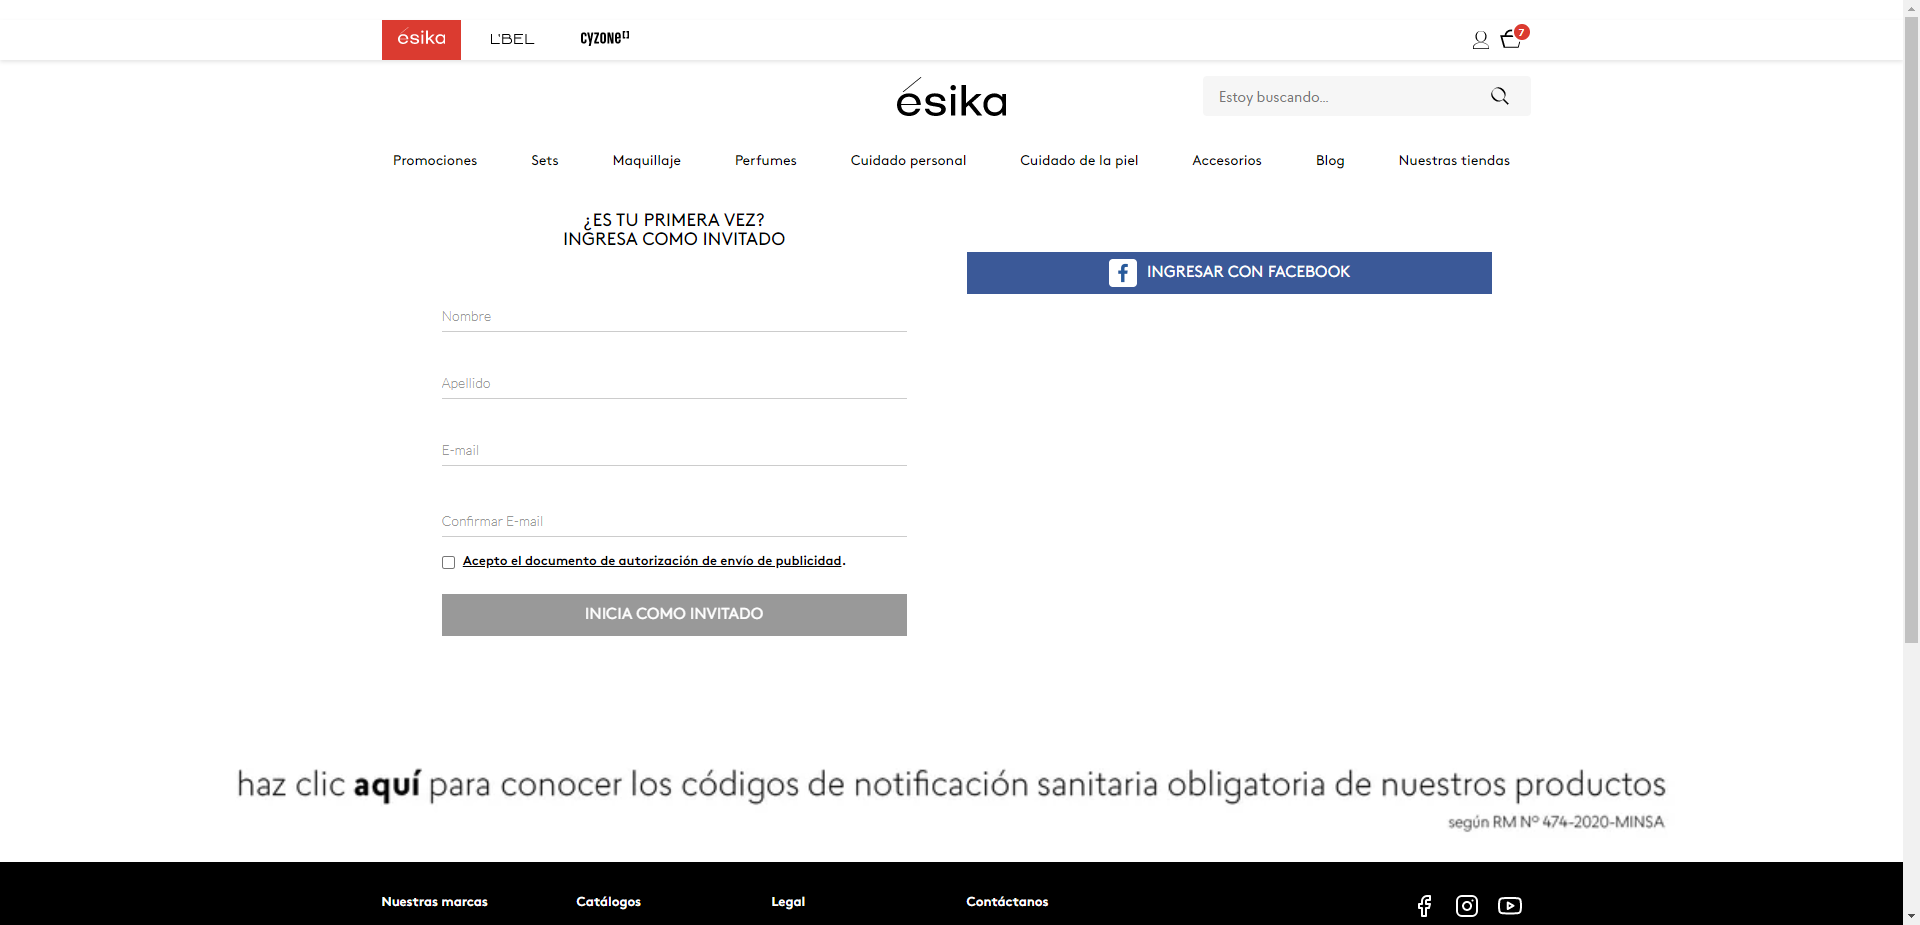 ésika L'BEL CYZONE 7
ésika
Estoy buscando...
Promociones Sets Maquillaje Perfumes Cuidado personal Cuidado de la piel Accesorios Blog Nuestras tiendas
¿ES TU PRIMERA VEZ?
INGRESA COMO INVITADO
INGRESAR CON FACEBOOK
Nombre
Apellido
E-mail
Confirmar E-mail
Acepto el documento de autorización de envío de publicidad.
INICIA COMO INVITADO
haz clic aquí para conocer los códigos de notificación sanitaria obligatoria de nuestros productos
según RM Nº 474-2020-MINSA
Nuestras marcas Catálogos Legal Contáctanos